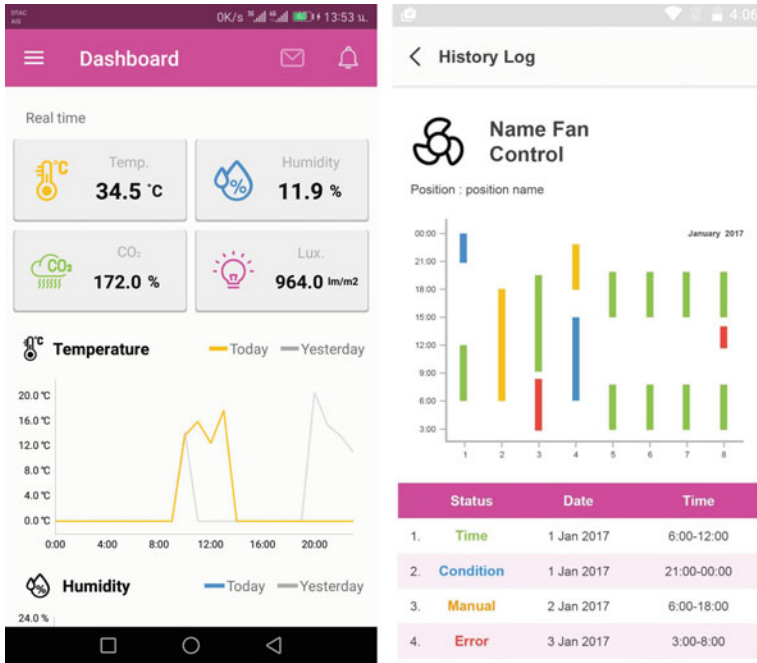 DTAC
AIS
0K/s 3G 4G 13:53 น.
Dashboard
Real time
°C
Temp.
34.5 °C
%
Humidity
11.9 %
CO₂
CO₂
172.0 %
Lux.
964.0 lm/m2
°C
Temperature
Today
Yesterday
20.0 °C
16.0 °C
12.0 °C
8.0 °C
4.0 °C
0.0 °C
0:00 4:00 8:00 12:00 16:00 20:00
%
Humidity
Today
Yesterday
24.0 %
4:06
History Log
Name Fan
Control
Position : position name
January 2017
00:00
21:00
18:00
15:00
12:00
9:00
6:00
3:00
1 2 3 4 5 6 7 8
Status Date Time
1. Time 1 Jan 2017 6:00-12:00
2. Condition 1 Jan 2017 21:00-00:00
3. Manual 2 Jan 2017 6:00-18:00
4. Error 3 Jan 2017 3:00-8:00